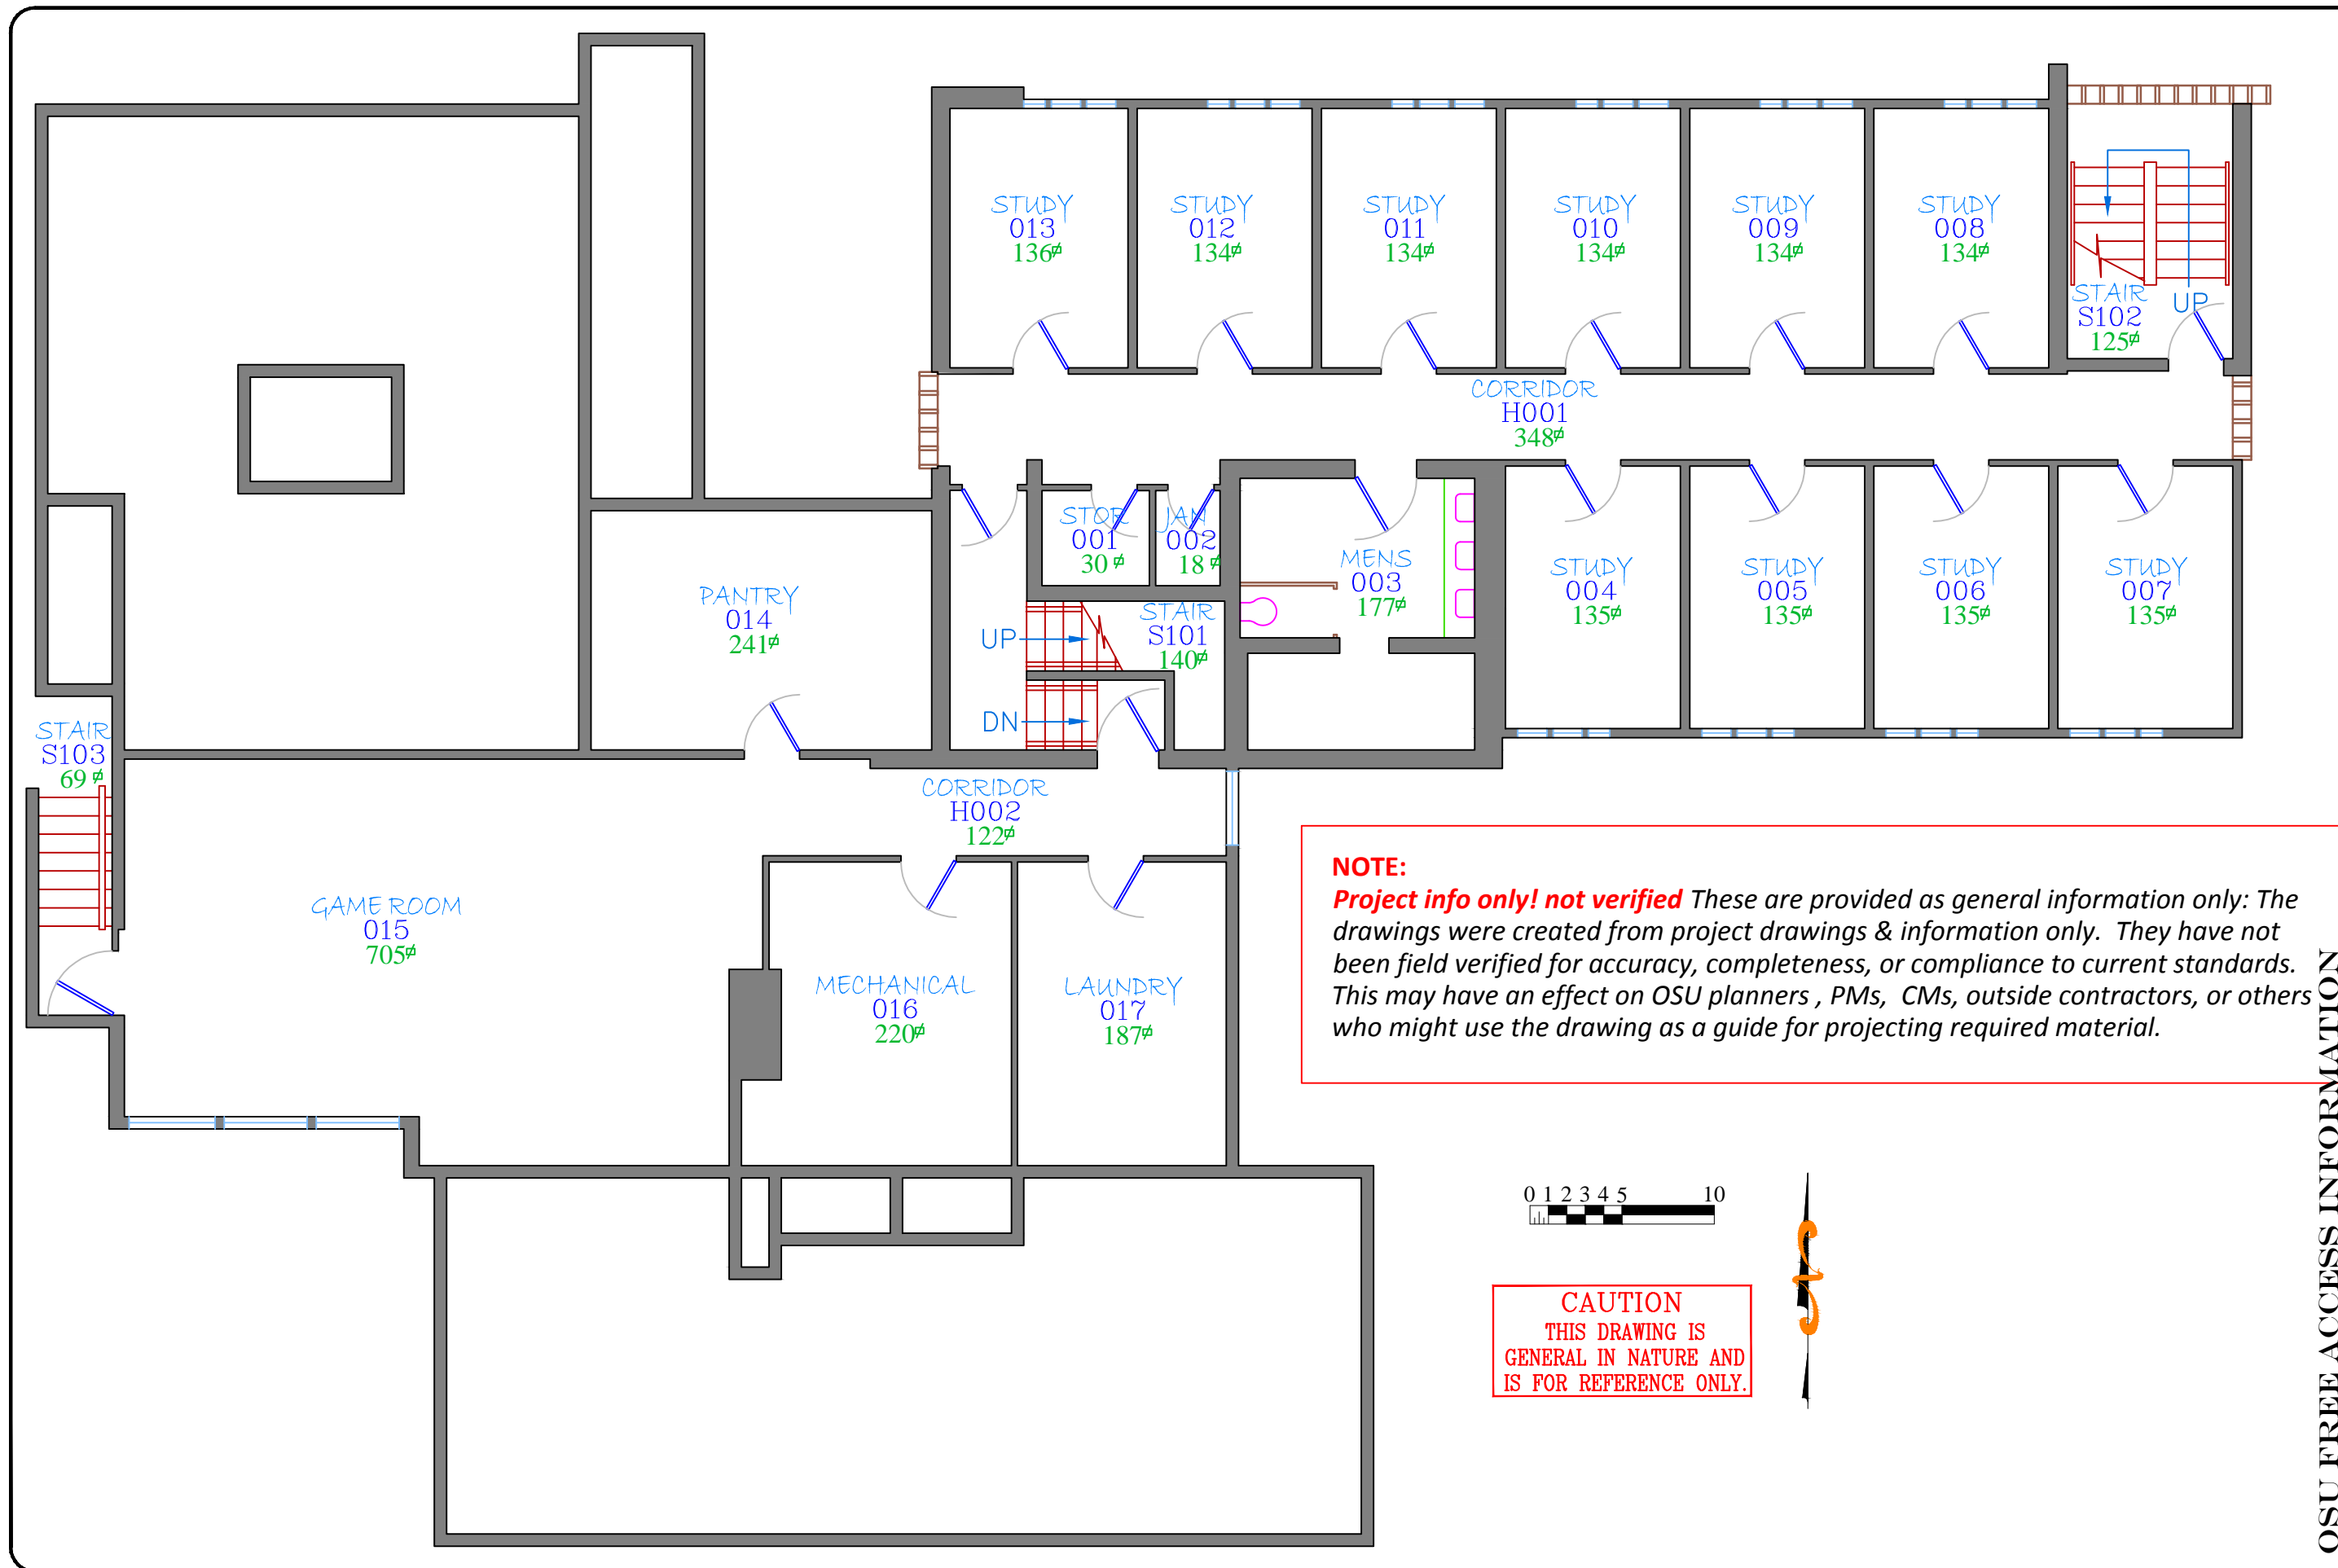 STUDY
013
136
STUDY
012
134
STUDY
011
134
STUDY
010
134
STUDY
009
134
STUDY
008
134
STAIR
S102
125
UP
CORRIDOR
H001
348
STOR
001
30
JAN
002
18
MENS
003
177
STUDY
004
135
STUDY
005
135
STUDY
006
135
STUDY
007
135
PANTRY
014
241
UP
STAIR
S101
140
DN
STAIR
S103
69
CORRIDOR
H002
122
GAME ROOM
015
705
MECHANICAL
016
220
LAUNDRY
017
187
NOTE:
Project info only! not verified These are provided as general information only: The
drawings were created from project drawings & information only.  They have not
been field verified for accuracy, completeness, or compliance to current standards.
This may have an effect on OSU planners , PMs,  CMs, outside contractors, or others
who might use the drawing as a guide for projecting required material.
0 1 2 3 4 5 10
CAUTION
THIS DRAWING IS
GENERAL IN NATURE AND
IS FOR REFERENCE ONLY.
OSU FREE ACCESS INFORMATION